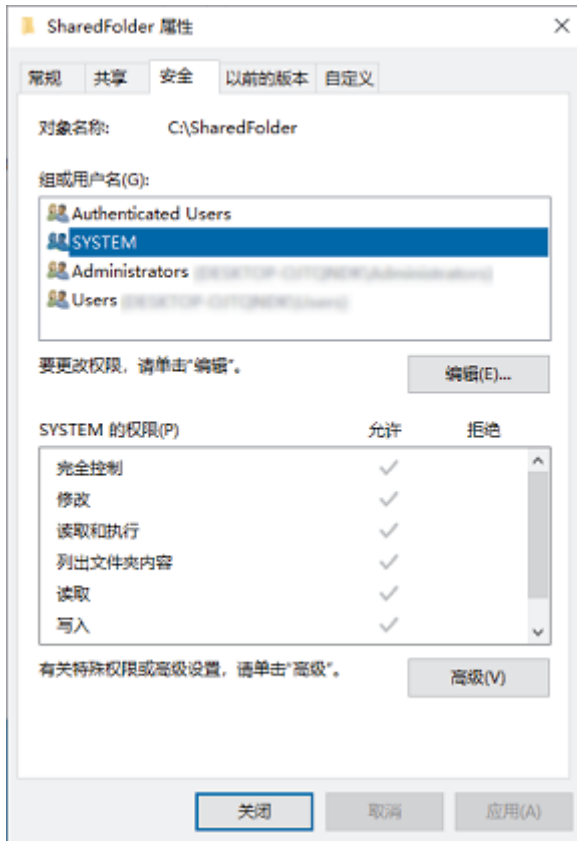 SharedFolder 属性
常规 共享 安全 以前的版本 自定义
对象名称: C:\SharedFolder
组或用户名(G):
Authenticated Users
SYSTEM
Administrators
Users
要更改权限，请单击"编辑"。 编辑(E)...
SYSTEM 的权限(P) 允许 拒绝
完全控制
修改
读取和执行
列出文件夹内容
读取
写入
有关特殊权限或高级设置，请单击"高级"。 高级(V)
关闭 取消 应用(A)